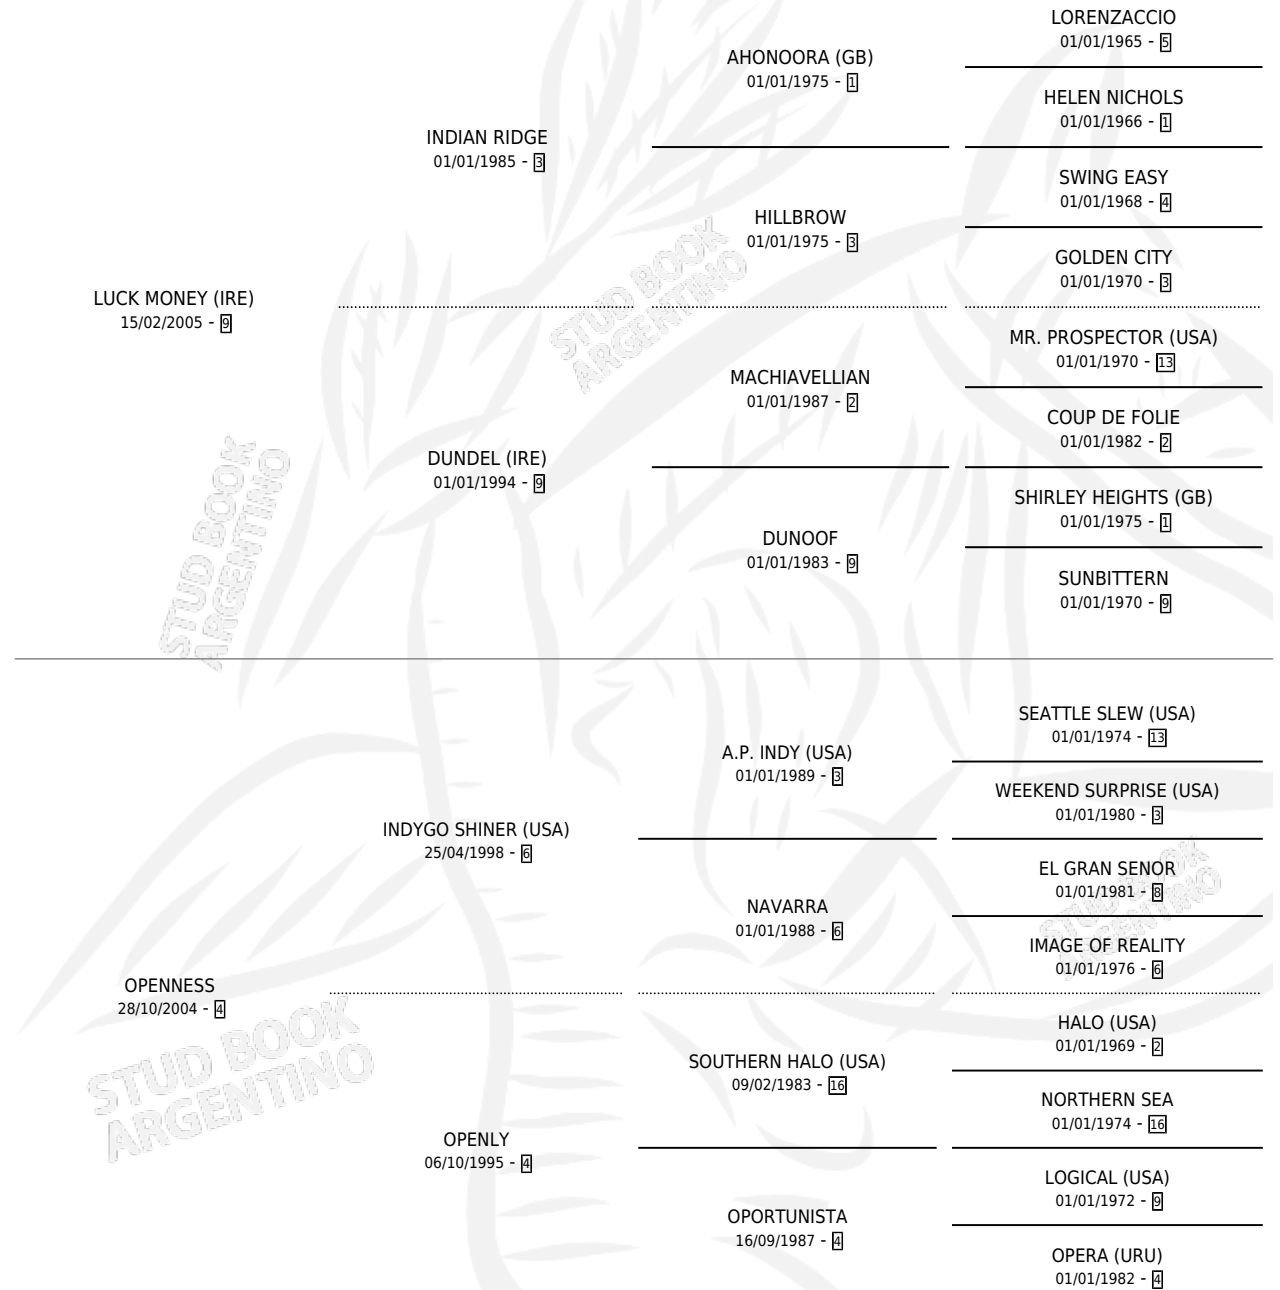 LORENZACCIO
01/01/1965 - 5
AHONOORA (GB)
01/01/1975 - 1
HELEN NICHOLS
01/01/1966 - 1
INDIAN RIDGE
01/01/1985 - 3
SWING EASY
01/01/1968 - 4
HILLBROW
01/01/1975 - 3
GOLDEN CITY
01/01/1970 - 3
LUCK MONEY (IRE)
15/02/2005 - 9
STUD BOOK
ARGENTINO
MR. PROSPECTOR (USA)
01/01/1970 - 13
MACHIAVELLIAN
01/01/1987 - 2
COUP DE FOLIE
01/01/1982 - 2
DUNDEL (IRE)
01/01/1994 - 9
SHIRLEY HEIGHTS (GB)
01/01/1975 - 1
DUNOOF
01/01/1983 - 9
SUNBITTERN
01/01/1970 - 9
STUD BOOK
ARGENTINO
SEATTLE SLEW (USA)
01/01/1974 - 13
A.P. INDY (USA)
01/01/1989 - 3
WEEKEND SURPRISE (USA)
01/01/1980 - 3
INDYGO SHINER (USA)
25/04/1998 - 6
EL GRAN SENOR
01/01/1981 - 8
NAVARRA
01/01/1988 - 6
STUD BOOK
ARGENTINO
IMAGE OF REALITY
01/01/1976 - 6
OPENNESS
28/10/2004 - 4
HALO (USA)
01/01/1969 - 2
SOUTHERN HALO (USA)
09/02/1983 - 16
STUD BOOK
ARGENTINO
NORTHERN SEA
01/01/1974 - 16
OPENLY
06/10/1995 - 4
LOGICAL (USA)
01/01/1972 - 9
OPORTUNISTA
16/09/1987 - 4
OPERA (URU)
01/01/1982 - 4